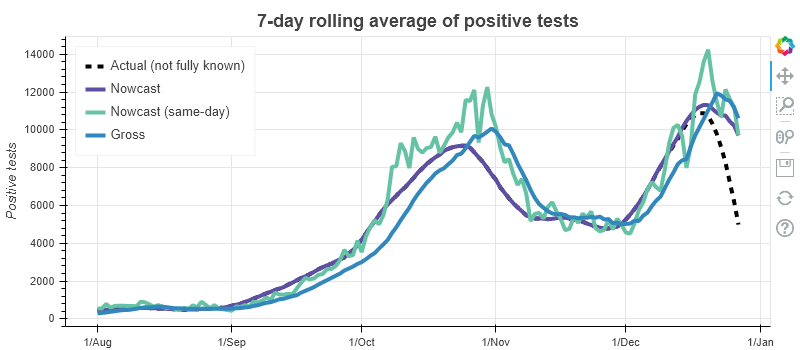 7-day rolling average of positive tests
14000
12000
10000
8000
6000
4000
2000
0
Positive tests
Actual (not fully known)
Nowcast
Nowcast (same-day)
Gross
1/Aug
1/Sep
1/Oct
1/Nov
1/Dec
1/Jan